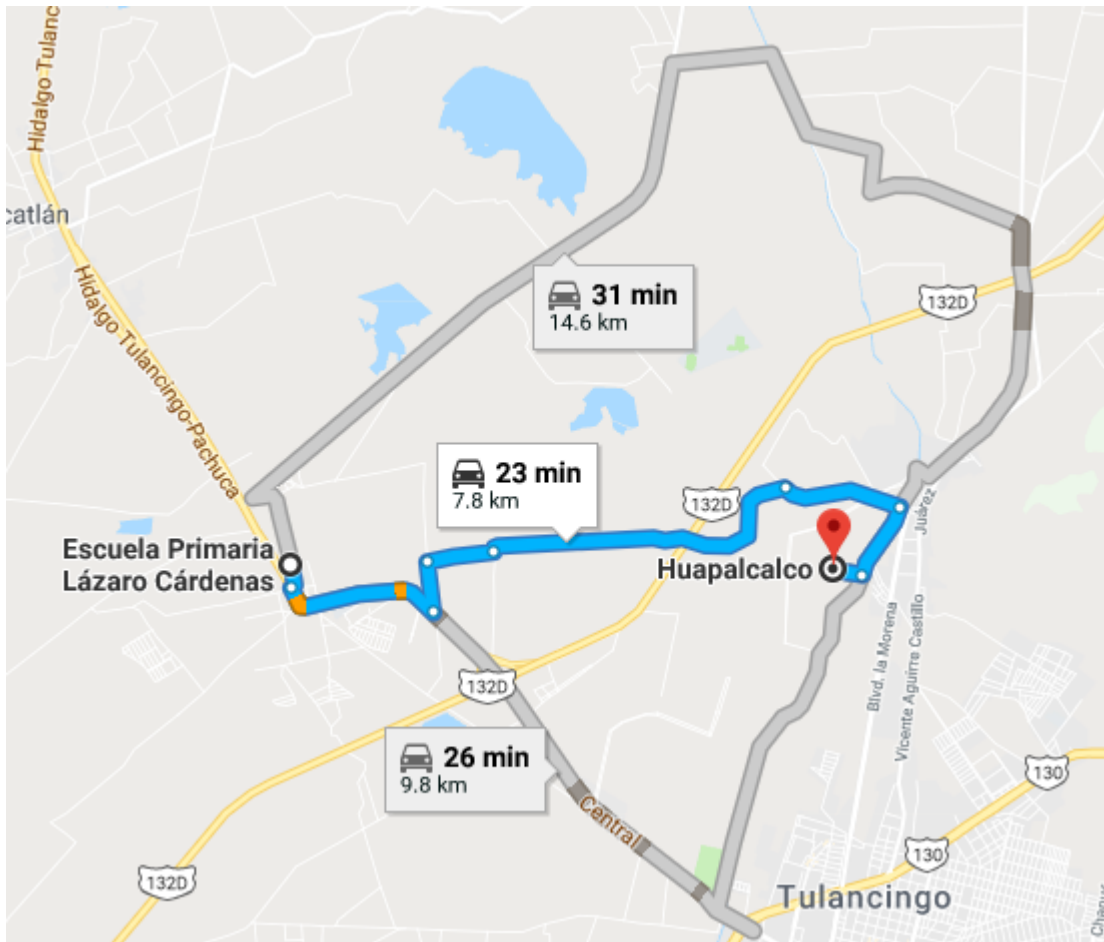 Hidalgo Tulanc
catlán
Hidalgo Tulancingo-Pachuca
31 min
14.6 km
132D
23 min
7.8 km
132D
Juárez
Escuela Primaria
Lázaro Cárdenas
Huapalcalco
132D
Blvd. la Morena
Vicente Aguirre Castillo
26 min
9.8 km
Central
130
130
132D
Tulancingo